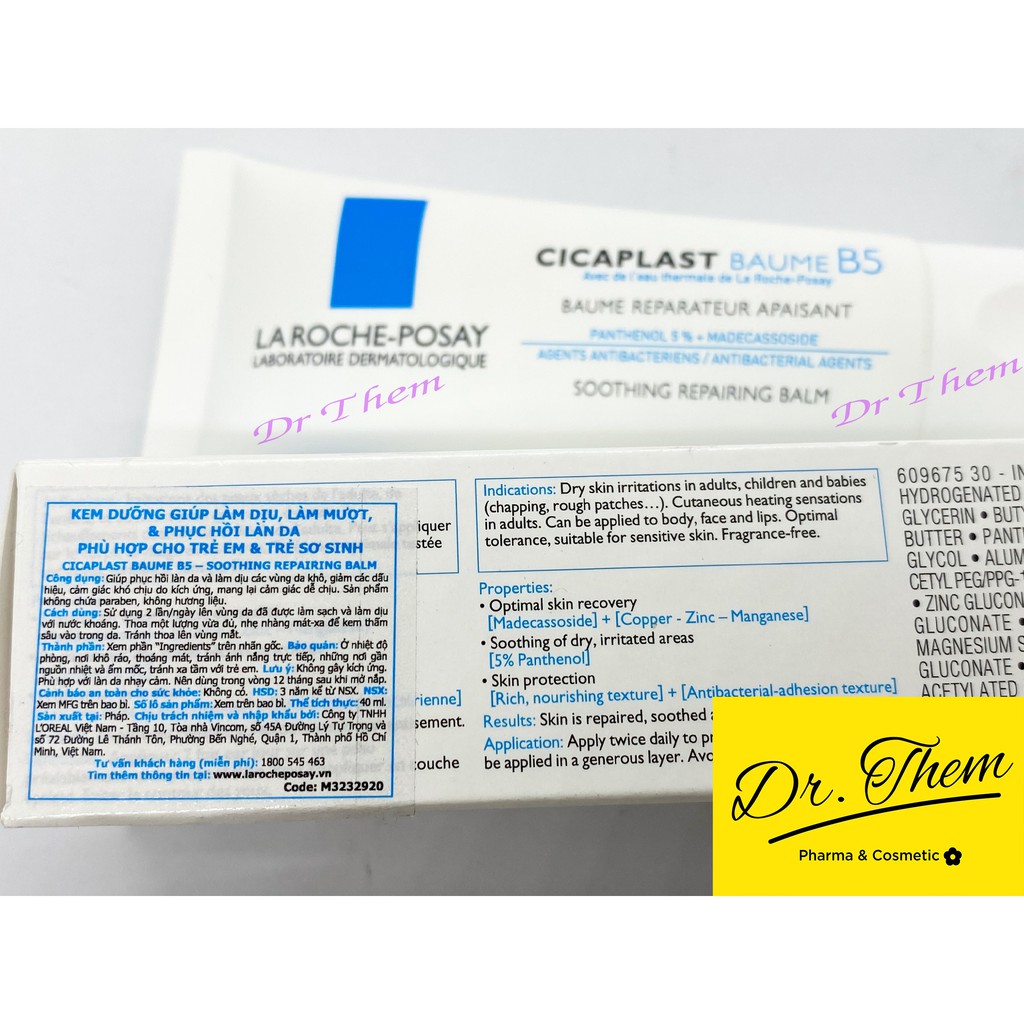 LA ROCHE-POSAY
LABORATOIRE DERMATOLOGIQUE
CICAPLAST BAUME B5
Avec de l'eau thermale de La Roche-Posay
BAUME REPARATEUR APAISANT
PANTHENOL 5 % + MADECASSOSIDE
AGENTS ANTIBACTERIENS / ANTIBACTERIAL AGENTS
SOOTHING REPAIRING BALM
Dr Them
Dr Them
KEM DƯỠNG GIÚP LÀM DỊU, LÀM MƯỢT,
& PHỤC HỒI LÀN DA
PHÙ HỢP CHO TRẺ EM & TRẺ SƠ SINH
CICAPLAST BAUME B5 – SOOTHING REPAIRING BALM
Công dụng: Giúp phục hồi làn da và làm dịu các vùng da khô, giảm các dấu
hiệu, cảm giác khó chịu do kích ứng, mang lại cảm giác dễ chịu. Sản phẩm
không chứa paraben, không hương liệu.
Cách dùng: Sử dụng 2 lần/ngày lên vùng da đã được làm sạch và làm dịu
với nước khoáng. Thoa một lượng vừa đủ, nhẹ nhàng mát-xa để kem thấm
sâu vào trong da. Tránh thoa lên vùng mắt.
Thành phần: Xem phần "Ingredients" trên nhãn gốc. Bảo quản: Ở nhiệt độ
phòng, nơi khô ráo, thoáng mát, tránh ánh nắng trực tiếp, những nơi gần
nguồn nhiệt và ẩm mốc, tránh xa tầm với trẻ em. Lưu ý: Không gây kích ứng.
Phù hợp với làn da nhạy cảm. Nên dùng trong vòng 12 tháng sau khi mở nắp.
Cảnh báo an toàn cho sức khỏe: Không có. HSD: 3 năm kể từ NSX. NSX:
Xem MFG trên bao bì. Số lô sản phẩm: Xem trên bao bì. Thể tích thực: 40 ml.
Sản xuất tại: Pháp. Chịu trách nhiệm và nhập khẩu bởi: Công ty TNHH
L'OREAL Việt Nam - Tầng 10, Tòa nhà Vincom, số 45A Đường Lý Tự Trọng và
số 72 Đường Lê Thánh Tôn, Phường Bến Nghé, Quận 1, Thành phố Hồ Chí
Minh, Việt Nam.
Tư vấn khách hàng (miễn phí): 1800 545 463
Tìm thêm thông tin tại: www.larocheposay.vn
Code: M3232920
iquer
stée
érienne]
sement.
couche
Indications: Dry skin irritations in adults, children and babies
(chapping, rough patches...). Cutaneous heating sensations
in adults. Can be applied to body, face and lips. Optimal
tolerance, suitable for sensitive skin. Fragrance-free.
Properties:
• Optimal skin recovery
[Madecassoside] + [Copper - Zinc – Manganese]
• Soothing of dry, irritated areas
[5% Panthenol]
• Skin protection
[Rich, nourishing texture] + [Antibacterial-adhesion texture]
Results: Skin is repaired, soothed a
Application: Apply twice daily to pr
be applied in a generous layer. Avo
609675 30 - IN
HYDROGENATED
GLYCERIN • BUTY
BUTTER • PANT
GLYCOL • ALUM
CETYL PEG/PPG-1
• ZINC GLUCON
GLUCONATE •
MAGNESIUM S
GLUCONATE •
ACETYLATED
Dr. Them
Pharma & Cosmetic